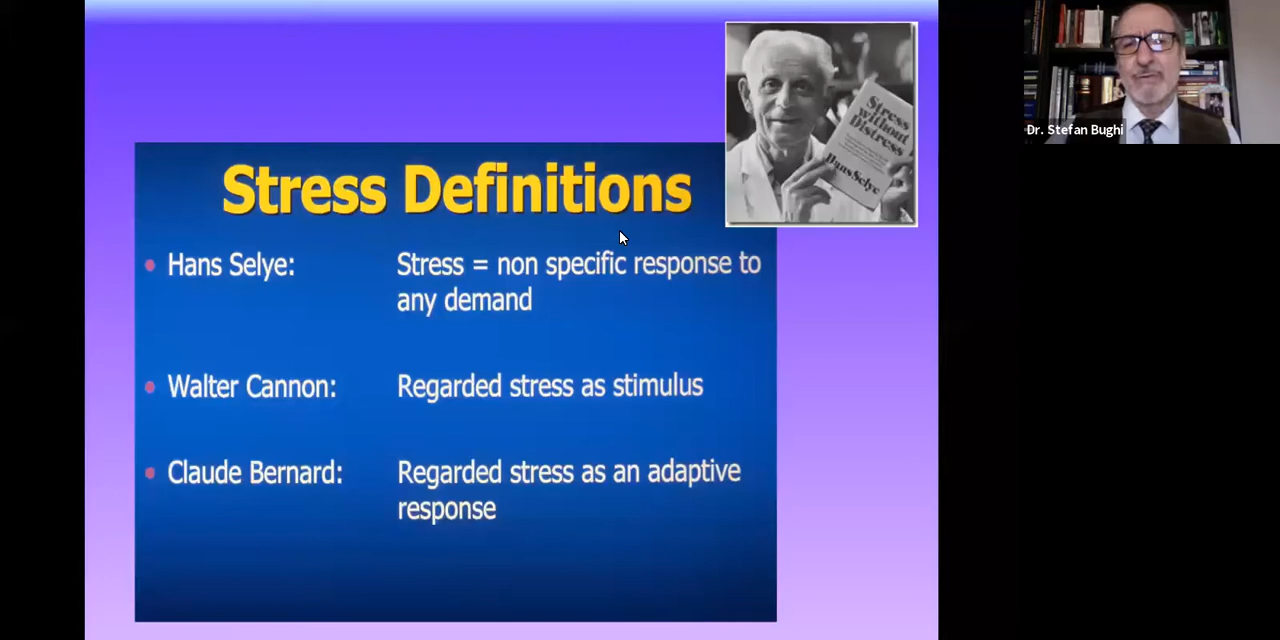 Stress
without
Distress
Hans Selye
Dr. Stefan Bughi
Stress Definitions
• Hans Selye: Stress = non specific response to
any demand
• Walter Cannon: Regarded stress as stimulus
• Claude Bernard: Regarded stress as an adaptive
response